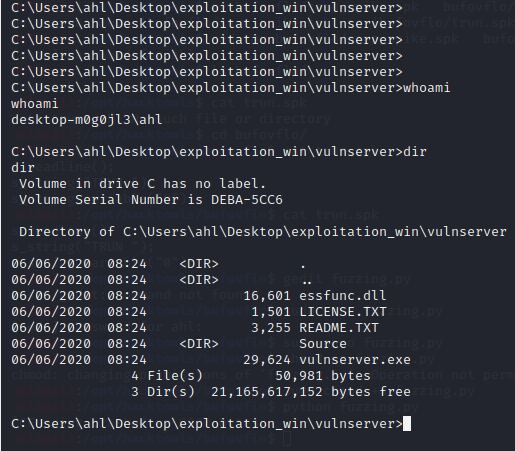 C:\Users\ahl\Desktop\exploitation_win\vulnserver>
C:\Users\ahl\Desktop\exploitation_win\vulnserver>
C:\Users\ahl\Desktop\exploitation_win\vulnserver>
C:\Users\ahl\Desktop\exploitation_win\vulnserver>
C:\Users\ahl\Desktop\exploitation_win\vulnserver>
C:\Users\ahl\Desktop\exploitation_win\vulnserver>whoami
whoami
desktop-m0g0jl3\ahl
C:\Users\ahl\Desktop\exploitation_win\vulnserver>dir
dir
Volume in drive C has no label.
Volume Serial Number is DEBA-5CC6
Directory of C:\Users\ahl\Desktop\exploitation_win\vulnserver
06/06/2020 08:24 <DIR> .
06/06/2020 08:24 <DIR> ..
06/06/2020 08:24 16,601 essfunc.dll
06/06/2020 08:24 1,501 LICENSE.TXT
06/06/2020 08:24 3,255 README.TXT
06/06/2020 08:24 <DIR> Source
06/06/2020 08:24 29,624 vulnserver.exe
4 File(s) 50,981 bytes
3 Dir(s) 21,165,617,152 bytes free
C:\Users\ahl\Desktop\exploitation_win\vulnserver>